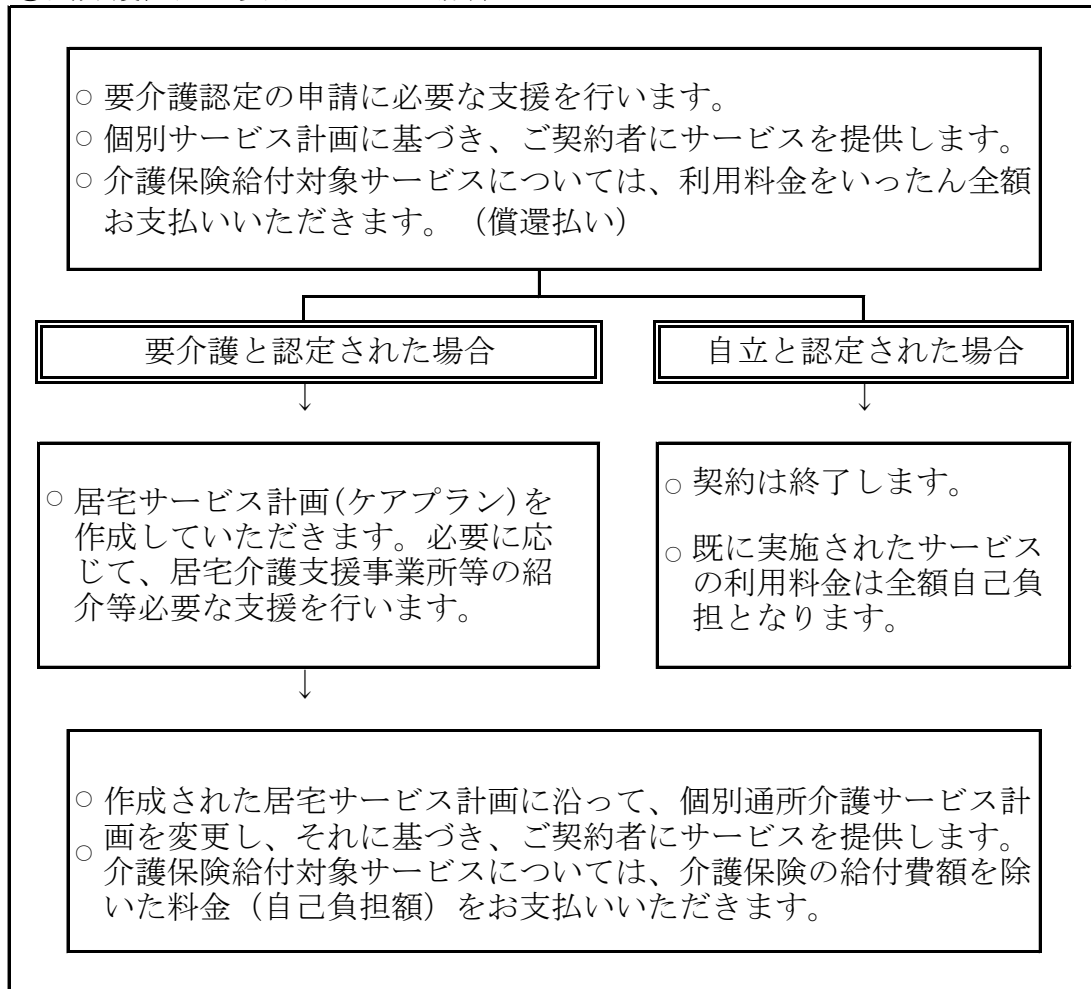 ○ 要介護認定の申請に必要な支援を行います。
○ 個別サービス計画に基づき、ご契約者にサービスを提供します。
○ 介護保険給付対象サービスについては、利用料金をいったん全額
お支払いいただきます。（償還払い）
要介護と認定された場合
自立と認定された場合
↓
↓
○ 居宅サービス計画(ケアプラン)を
作成していただきます。必要に応
じて、居宅介護支援事業所等の紹
介等必要な支援を行います。
○ 契約は終了します。
○ 既に実施されたサービス
の利用料金は全額自己負
担となります。
↓
○ 作成された居宅サービス計画に沿って、個別通所介護サービス計
画を変更し、それに基づき、ご契約者にサービスを提供します。
○ 介護保険給付対象サービスについては、介護保険の給付費額を除
いた料金（自己負担額）をお支払いいただきます。